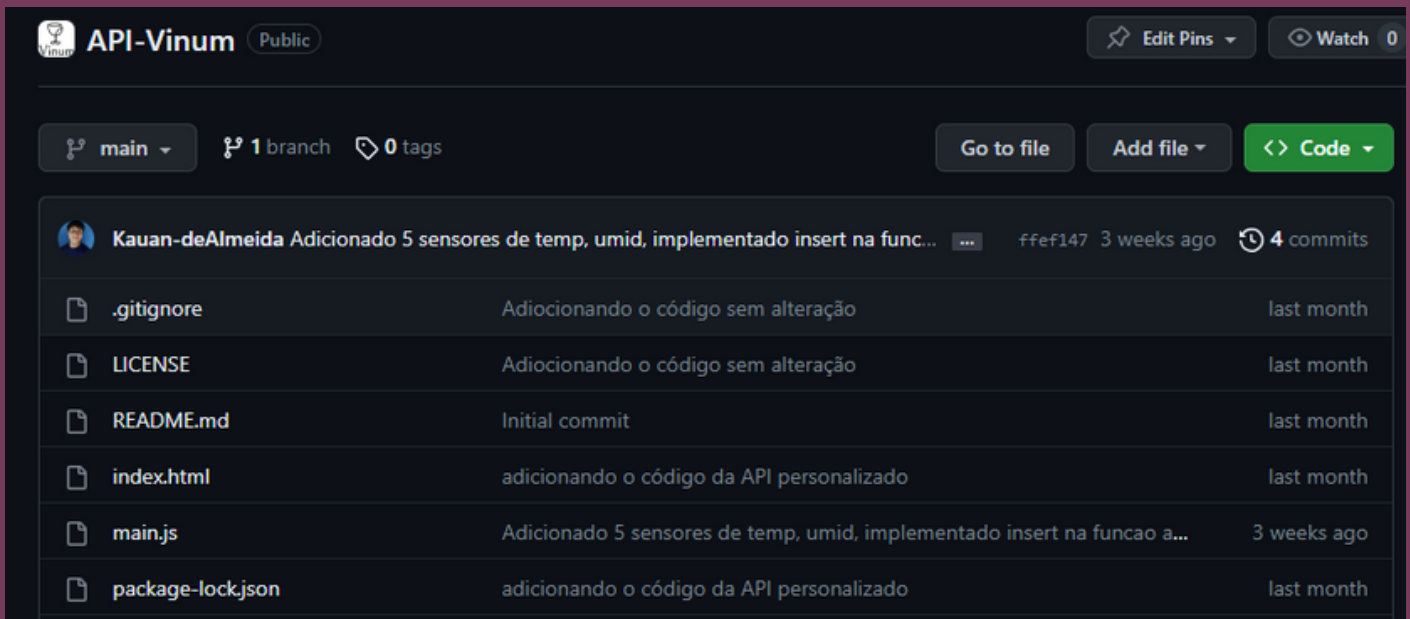 Vinum
API-Vinum Public Edit Pins Watch 0
main 1 branch 0 tags Go to file Add file <> Code
Kauan-deAlmeida Adicionado 5 sensores de temp, umid, implementado insert na func... ... ffef147 3 weeks ago 4 commits
.gitignore Adiocionando o código sem alteração last month
LICENSE Adiocionando o código sem alteração last month
README.md Initial commit last month
index.html adicionando o código da API personalizado last month
main.js Adicionado 5 sensores de temp, umid, implementado insert na funcao a... 3 weeks ago
package-lock.json adicionando o código da API personalizado last month